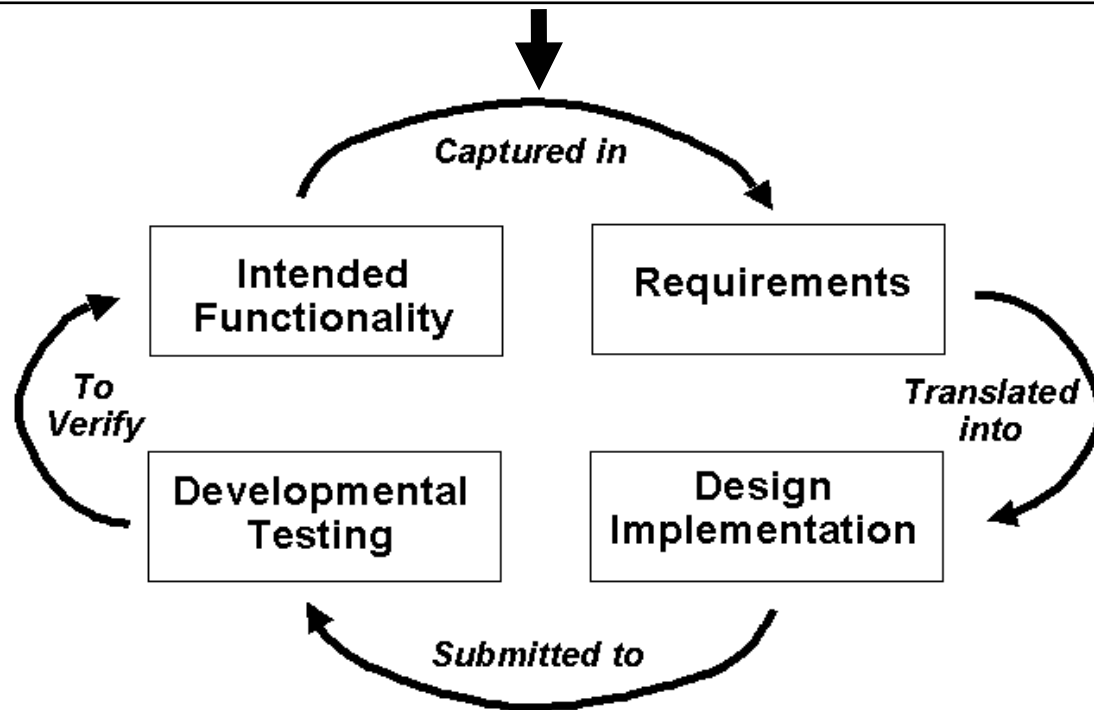 Captured in
Intended
Functionality
Requirements
To
Verify
Translated
into
Developmental
Testing
Design
Implementation
Submitted to